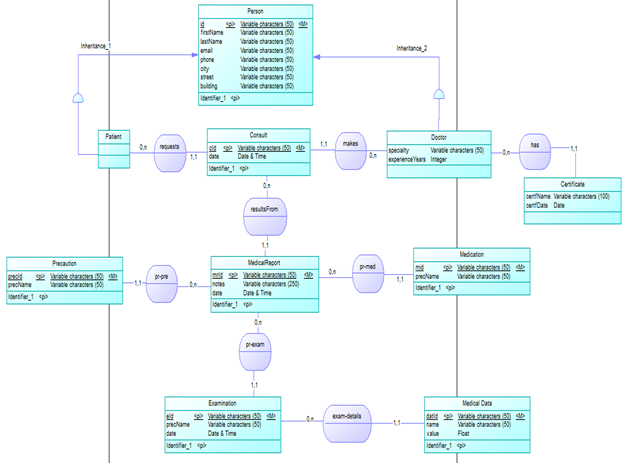 Person
id <pi> Variable characters (50) <M>
firstName Variable characters (50)
lastName Variable characters (50)
email Variable characters (50)
phone Variable characters (50)
city Variable characters (50)
street Variable characters (50)
building Variable characters (50)
Identifier_1 <pi>
Inheritance_1
Inheritance_2
Patient
0,n
requests
1,1
Consult
cId <pi> Variable characters (50) <M>
date Date & Time
Identifier_1 <pi>
1,1
makes
0,n
Doctor
specialty Variable characters (50)
experienceYears Integer
0,n
has
1,1
Certificate
certfName Variable characters (100)
certfDate Date
0,n
resultsFrom
1,1
Precaution
precId <pi> Variable characters (50) <M>
precName Variable characters (50)
Identifier_1 <pi>
1,1
pr-pre
0,n
MedicalReport
mrId <pi> Variable characters (50) <M>
notes Variable characters (250)
date Date & Time
Identifier_1 <pi>
0,n
pr-med
1,1
Medication
mId <pi> Variable characters (50) <M>
precName Variable characters (50)
Identifier_1 <pi>
0,n
pr-exam
1,1
Examination
eId <pi> Variable characters (50) <M>
precName Variable characters (50)
date Date & Time
Identifier_1 <pi>
0,n
exam-details
1,1
Medical Data
datId <pi> Variable characters (50) <M>
name Variable characters (50)
value Float
Identifier_1 <pi>